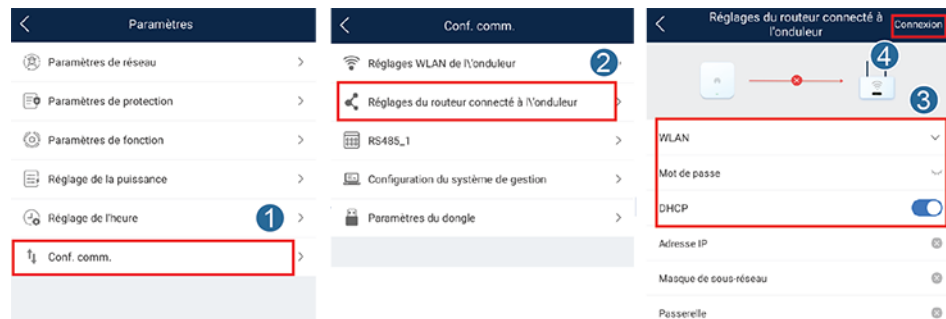 Paramètres
Paramètres de réseau
Paramètres de protection
Paramètres de fonction
Réglage de la puissance
Réglage de l'heure
1
Conf. comm.
Conf. comm.
Réglages WLAN de l\'onduleur
2
Réglages du routeur connecté à l\'onduleur
RS485_1
Configuration du système de gestion
Paramètres du dongle
Réglages du routeur connecté à
l'onduleur
Connexion
4
3
WLAN
Mot de passe
DHCP
Adresse IP
Masque de sous-réseau
Passerelle